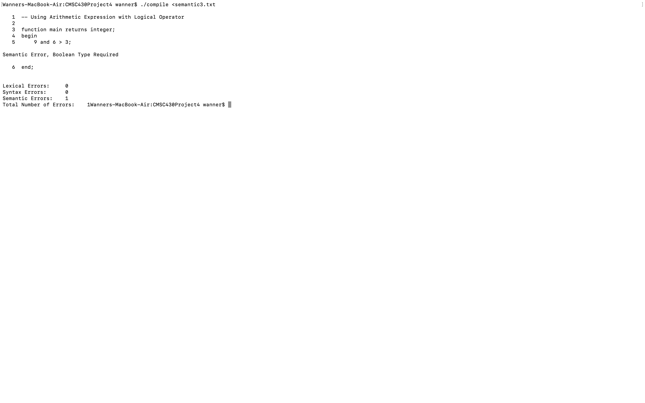 Wanners-MacBook-Air:CMSC430Project4 wanner$ ./compile <semantic3.txt
1 -- Using Arithmetic Expression with Logical Operator
2
3 function main returns integer;
4 begin
5 9 and 6 > 3;
Semantic Error, Boolean Type Required
6 end;
Lexical Errors: 0
Syntax Errors: 0
Semantic Errors: 1
Total Number of Errors: 1Wanners-MacBook-Air:CMSC430Project4 wanner$